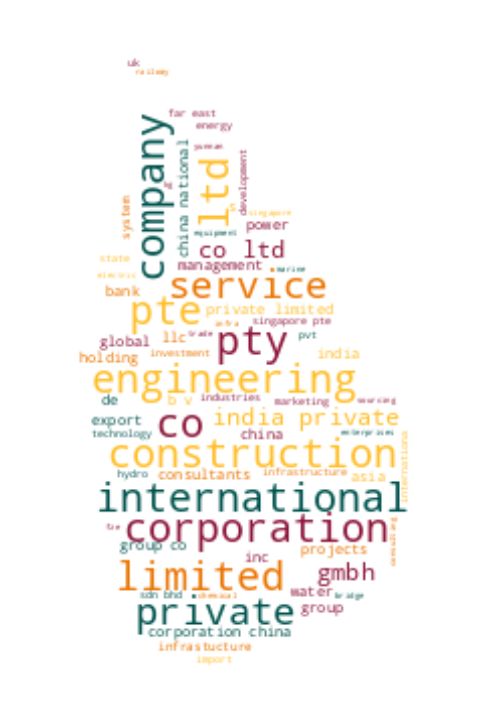 uk
railway
far east
energy
company
china national
yunnan
ltd
development
system
s
singapore
power
equipment
co ltd
state
management
marine
electric
service
bank
pte
private limited
infra
singapore pte
global
llc
trade
pty
pvt
holding
investment
india
engineering
de
b v
industries
marketing
sourcing
export
co
india private
technology
china
enterprises
construction
international
hydro
consultants
infrastructure
asia
international
corporation
group co
inc
projects
consulting
limited
gmbh
sdn bhd
chemical
water
bridge
private
group
corporation china
infrastucture
import